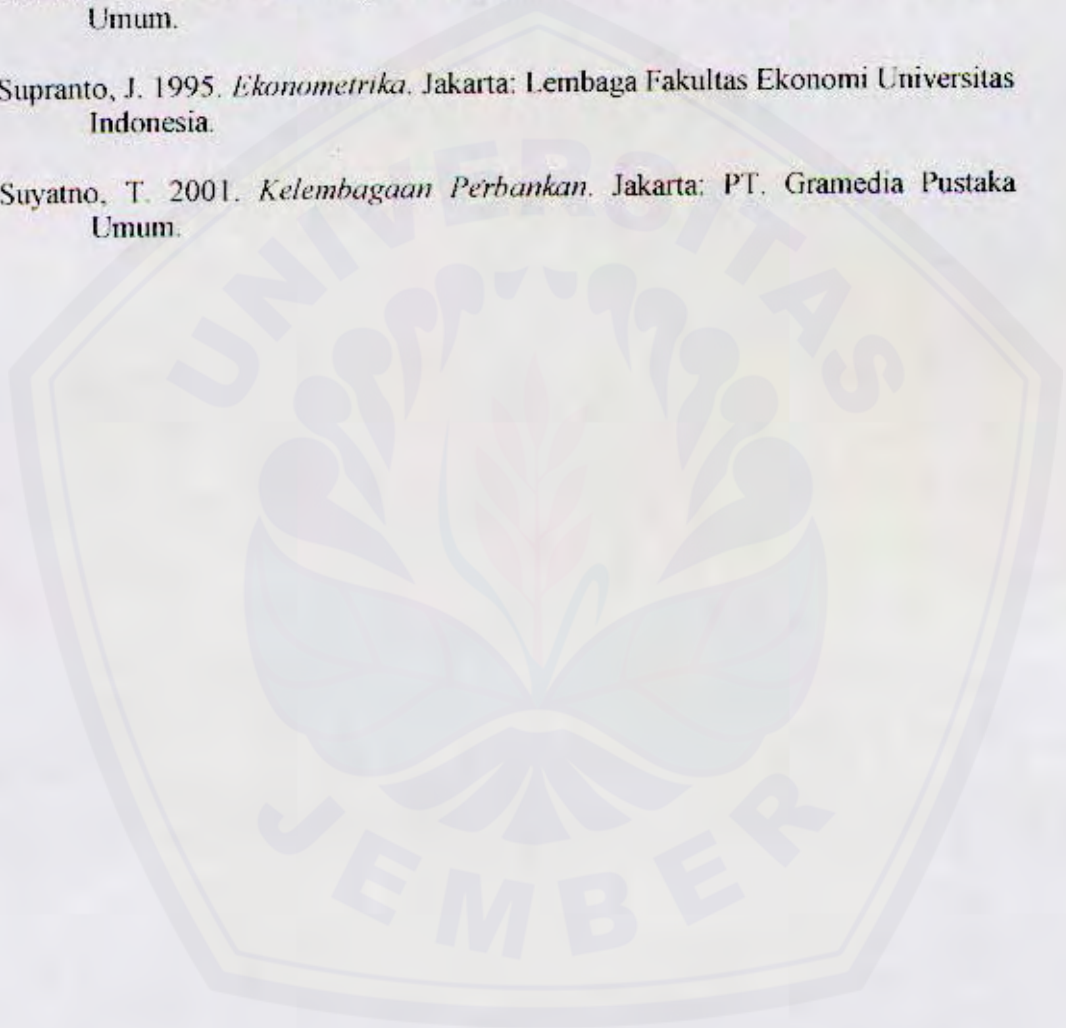 Umum.
Supranto, J. 1995. Ekonometrika. Jakarta: Lembaga Fakultas Ekonomi Universitas
Indonesia.
Suyatno, T. 2001. Kelembagaan Perbankan. Jakarta: PT. Gramedia Pustaka
Umum.
UNIVERSITAS
JEMBER